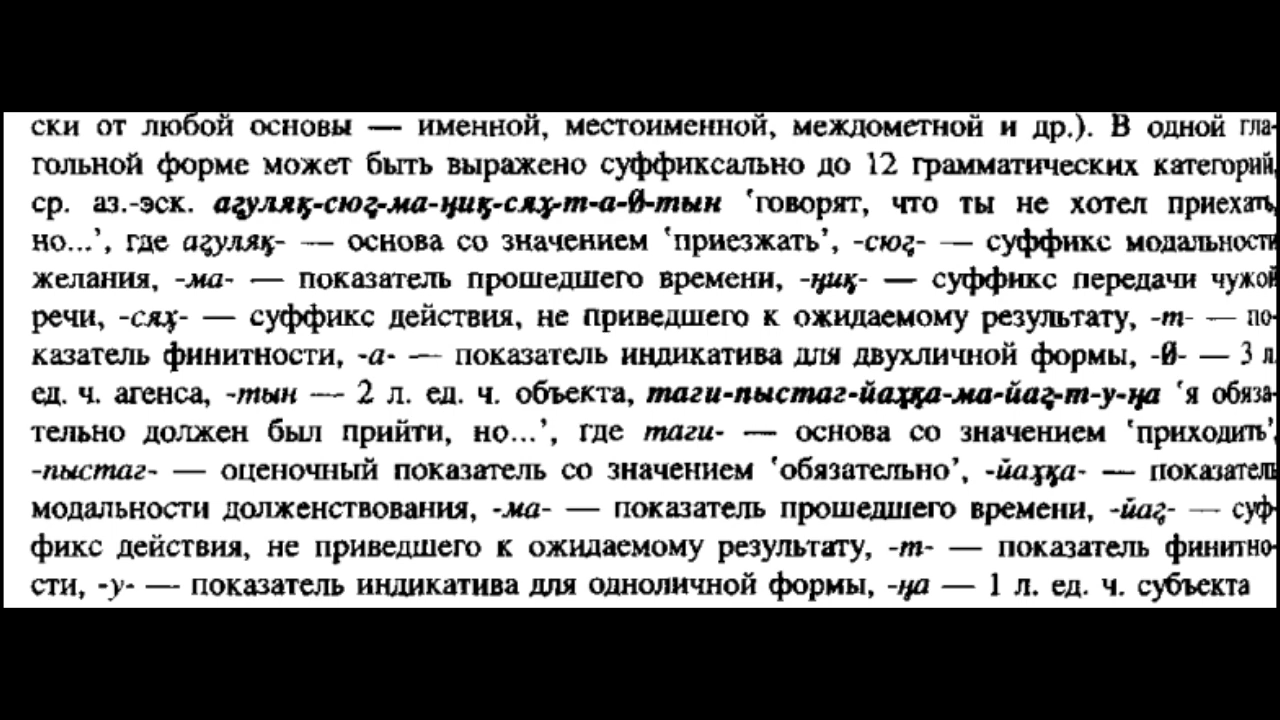 ски от любой основы — именной, местоименной, междометной и др.). В одной гла-
гольной форме может быть выражено суффиксально до 12 грамматических категорий,
ср. аз.-эск. аӷуляӄ-сюӷ-ма-ӈиӄ-сяӽ-т-а-Ø-тын ‘говорят, что ты не хотел приехать,
но...’, где аӷуляӄ- — основа со значением ‘приезжать’, -сюӷ- — суффикс модальности
желания, -ма- — показатель прошедшего времени, -ӈиӄ- — суффикс передачи чужой
речи, -сяӽ- — суффикс действия, не приведшего к ожидаемому результату, -т- — по-
казатель финитности, -а- — показатель индикатива для двухличной формы, -Ø- — 3 л.
ед. ч. агенса, -тын — 2 л. ед. ч. объекта, таги-пыстаг-йаӽӄа-ма-йаӷ-т-у-ӈа ‘я обяза-
тельно должен был прийти, но...’, где таги- — основа со значением ‘приходить’,
-пыстаг- — оценочный показатель со значением ‘обязательно’, -йаӽӄа- — показатель
модальности долженствования, -ма- — показатель прошедшего времени, -йаӷ- — суф-
фикс действия, не приведшего к ожидаемому результату, -т- — показатель финитно-
сти, -у- — показатель индикатива для одноличной формы, -ӈа — 1 л. ед. ч. субъекта